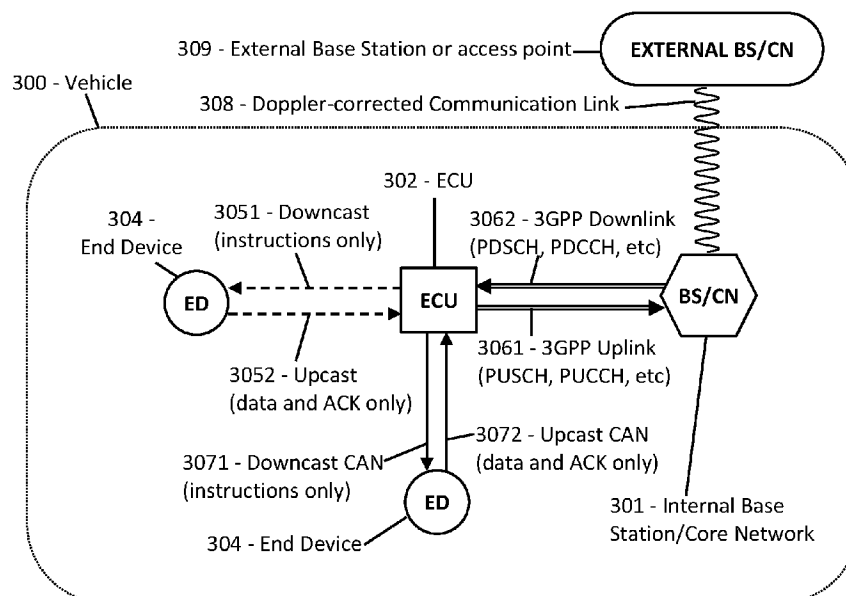 309 - External Base Station or access point
EXTERNAL BS/CN
300 - Vehicle
308 - Doppler-corrected Communication Link
302 - ECU
304 -
End Device
3051 - Downcast
(instructions only)
3062 - 3GPP Downlink
(PDSCH, PDCCH, etc)
ED
ECU
BS/CN
3052 - Upcast
(data and ACK only)
3061 - 3GPP Uplink
(PUSCH, PUCCH, etc)
3071 - Downcast CAN
(instructions only)
3072 - Upcast CAN
(data and ACK only)
ED
304 - End Device
301 - Internal Base
Station/Core Network